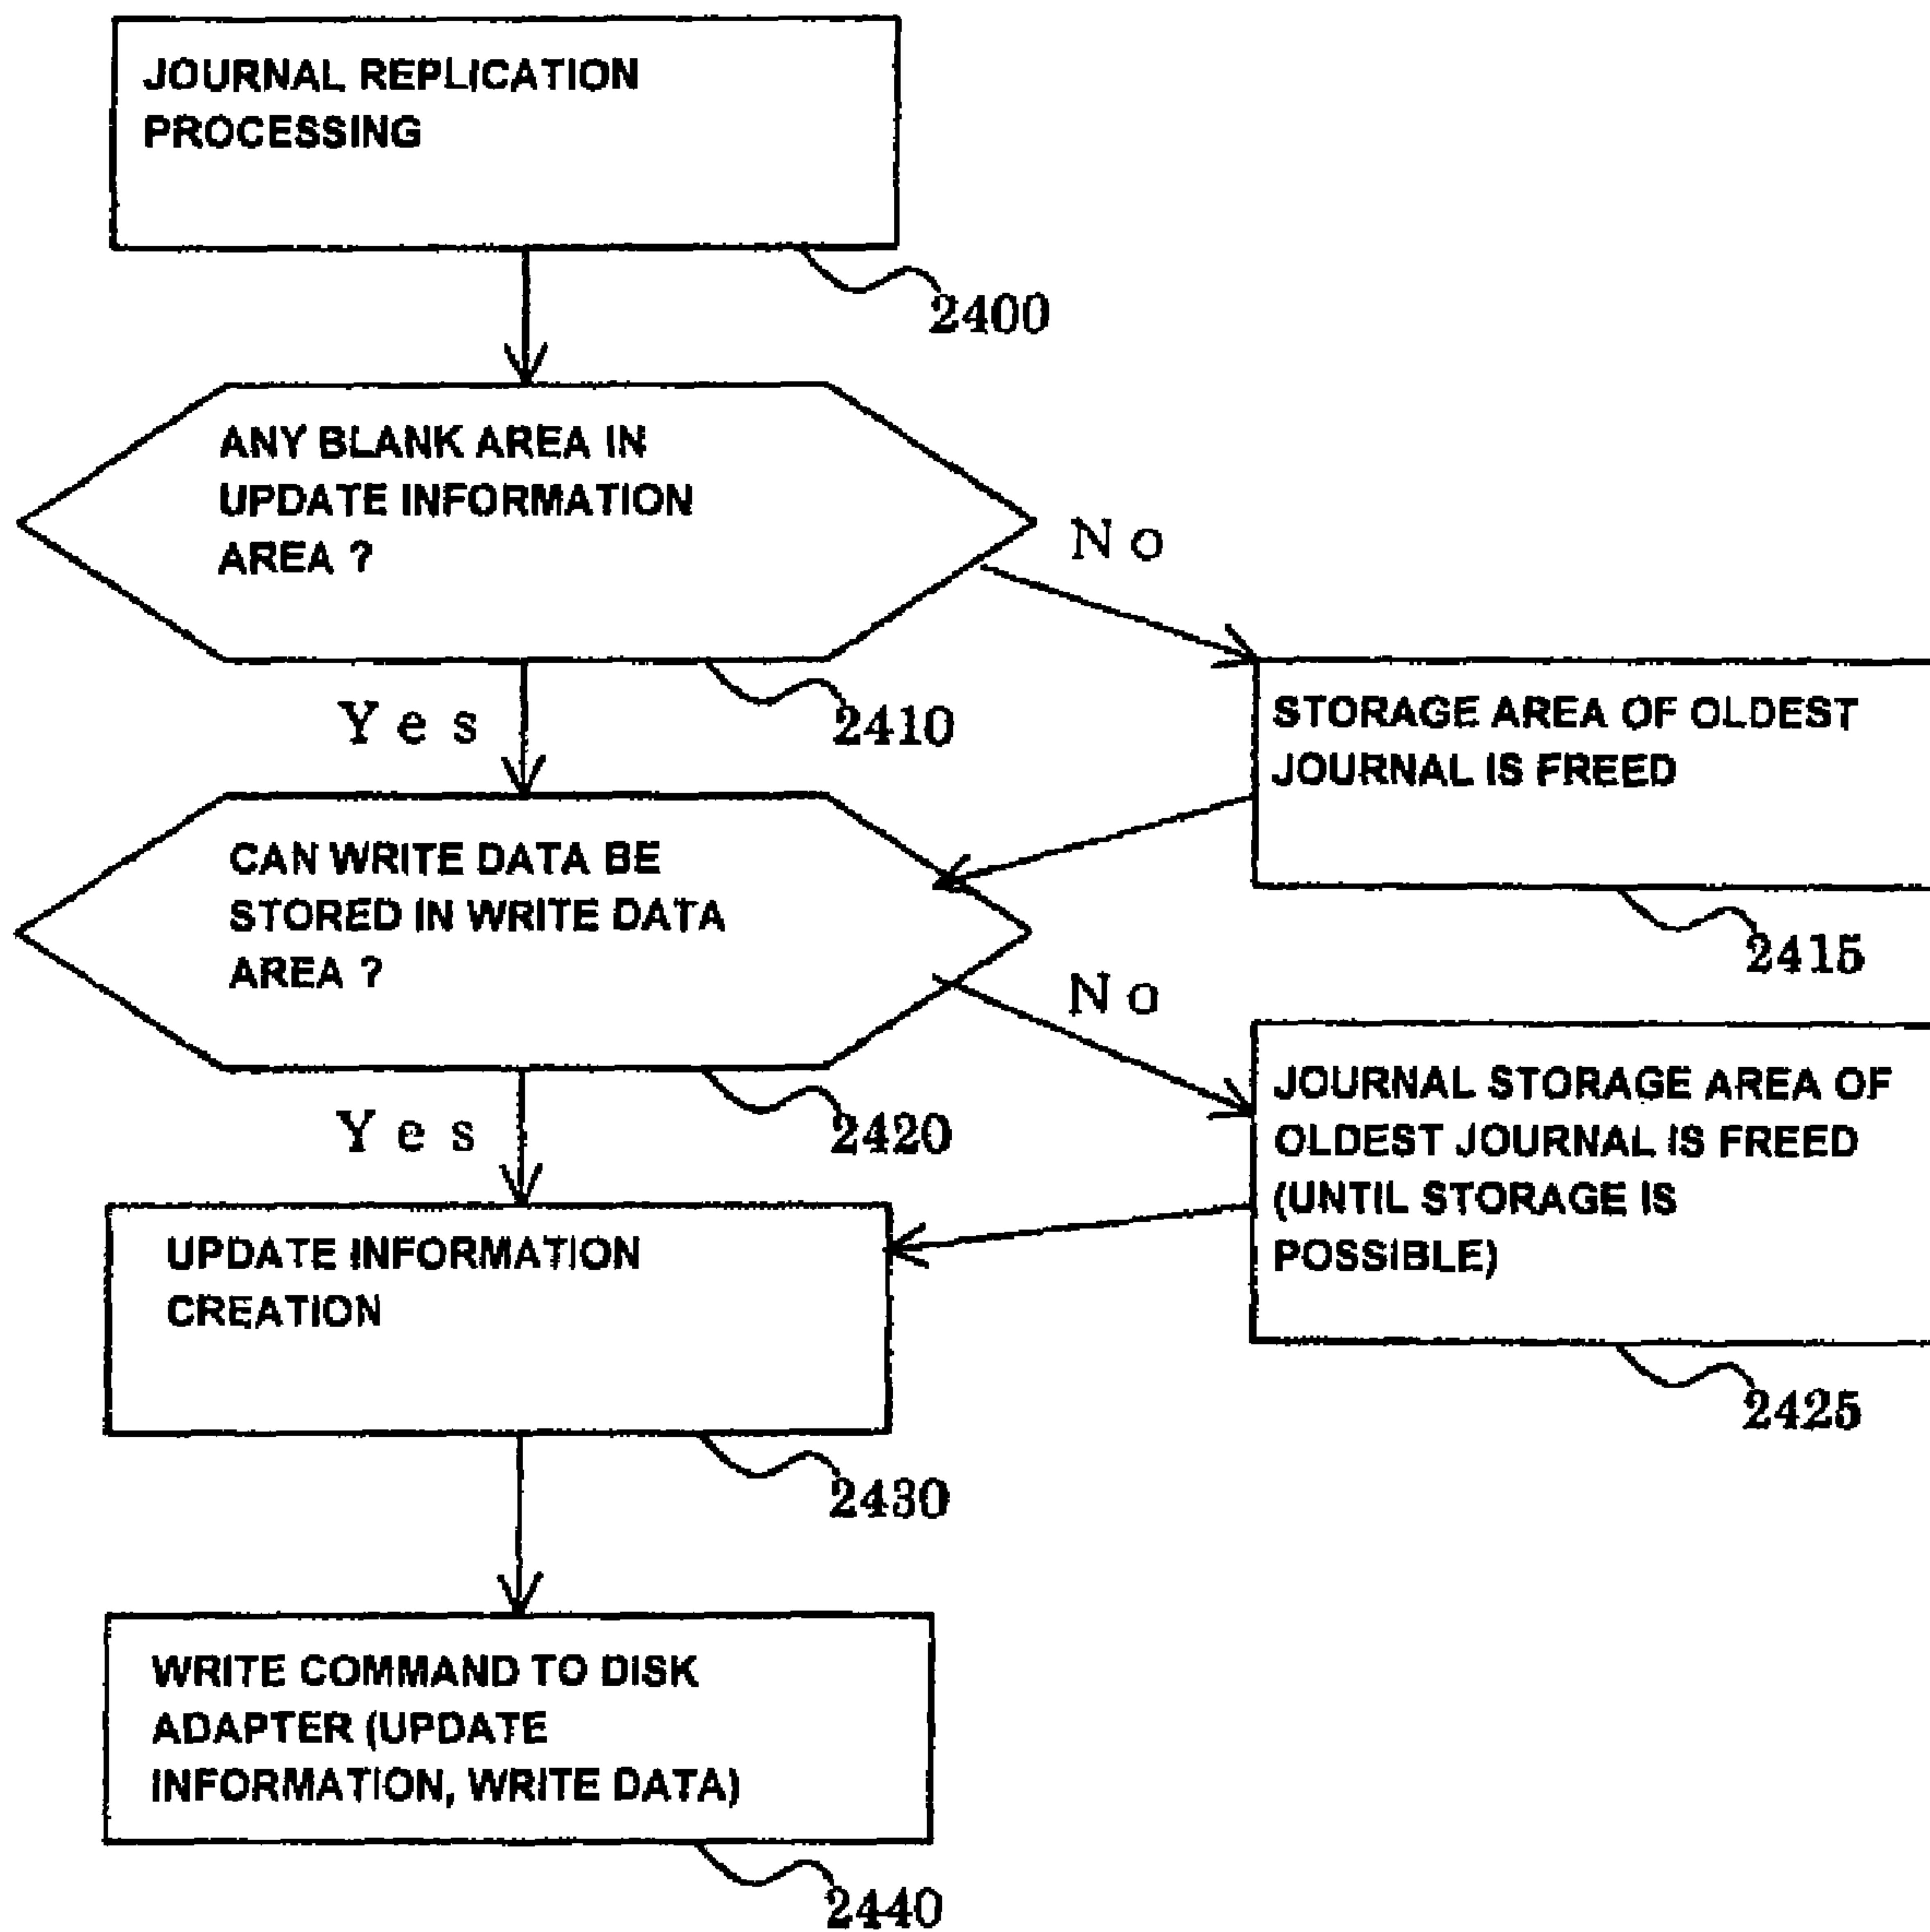 JOURNAL REPLICATION
PROCESSING
2400
ANY BLANK AREA IN
UPDATE INFORMATION
AREA ?
No
Yes
2410
STORAGE AREA OF OLDEST
JOURNAL IS FREED
2415
CAN WRITE DATA BE
STORED IN WRITE DATA
AREA ?
No
Yes
2420
JOURNAL STORAGE AREA OF
OLDEST JOURNAL IS FREED
(UNTIL STORAGE IS
POSSIBLE)
2425
UPDATE INFORMATION
CREATION
2430
WRITE COMMAND TO DISK
ADAPTER (UPDATE
INFORMATION, WRITE DATA)
2440